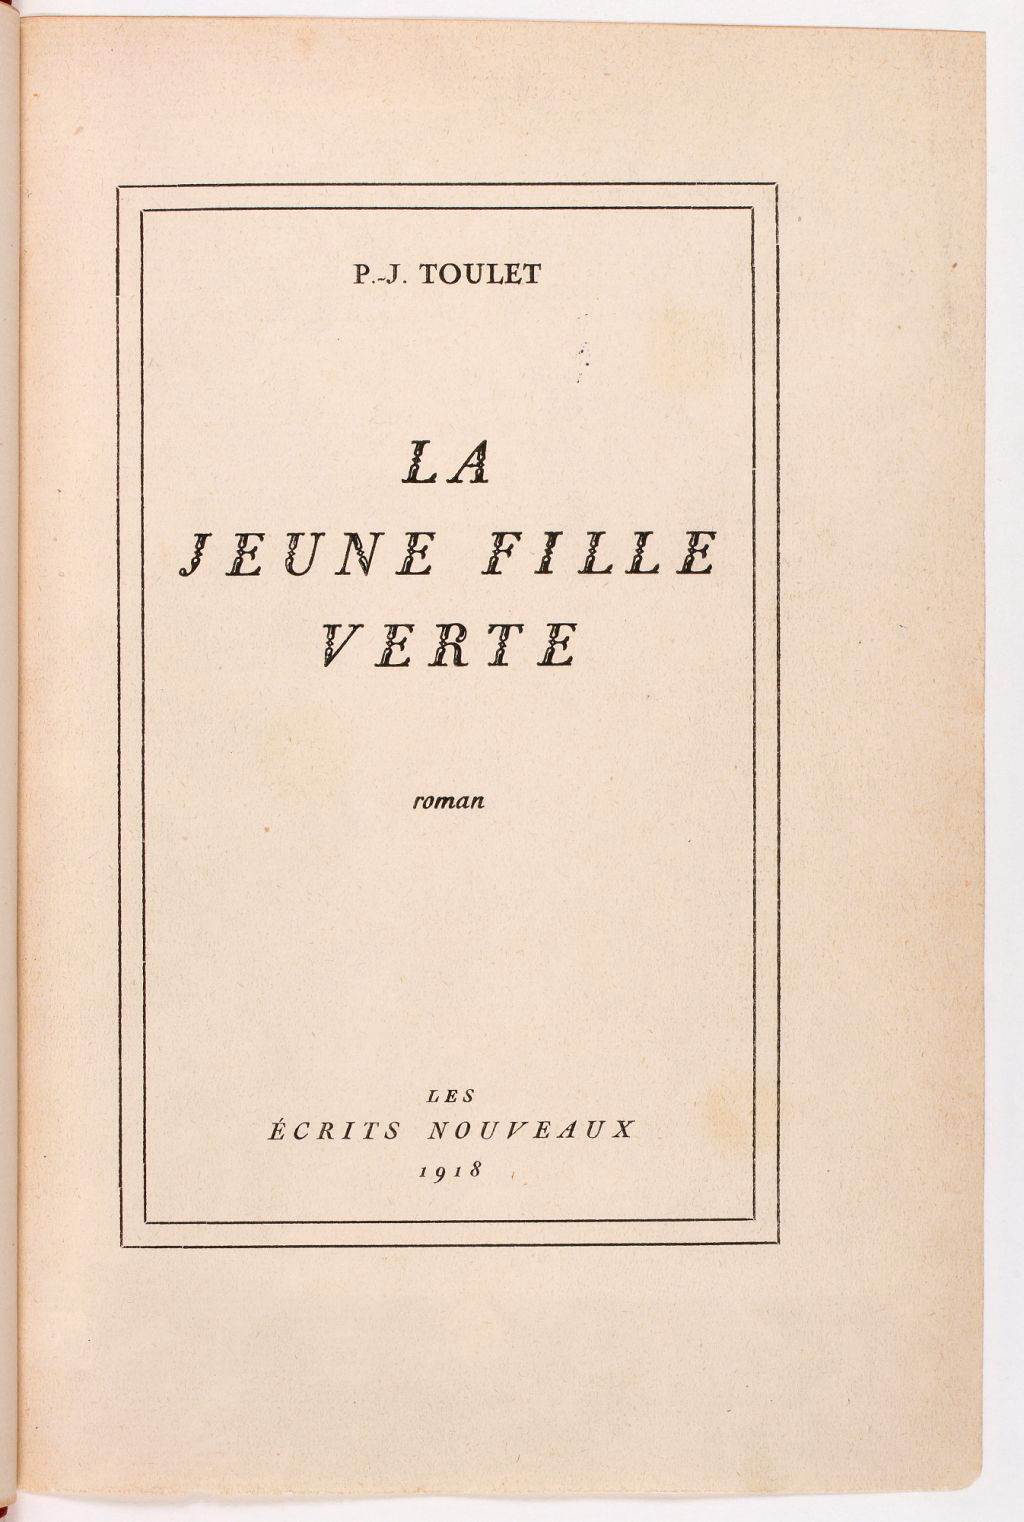 P.-J. TOULET
LA
JEUNE FILLE
VERTE
roman
LES
ÉCRITS NOUVEAUX
1918